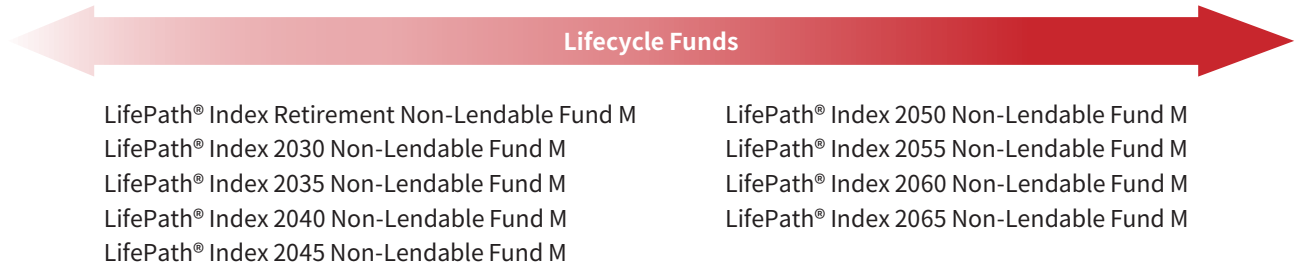 Lifecycle Funds
LifePath® Index Retirement Non-Lendable Fund M
LifePath® Index 2030 Non-Lendable Fund M
LifePath® Index 2035 Non-Lendable Fund M
LifePath® Index 2040 Non-Lendable Fund M
LifePath® Index 2045 Non-Lendable Fund M
LifePath® Index 2050 Non-Lendable Fund M
LifePath® Index 2055 Non-Lendable Fund M
LifePath® Index 2060 Non-Lendable Fund M
LifePath® Index 2065 Non-Lendable Fund M